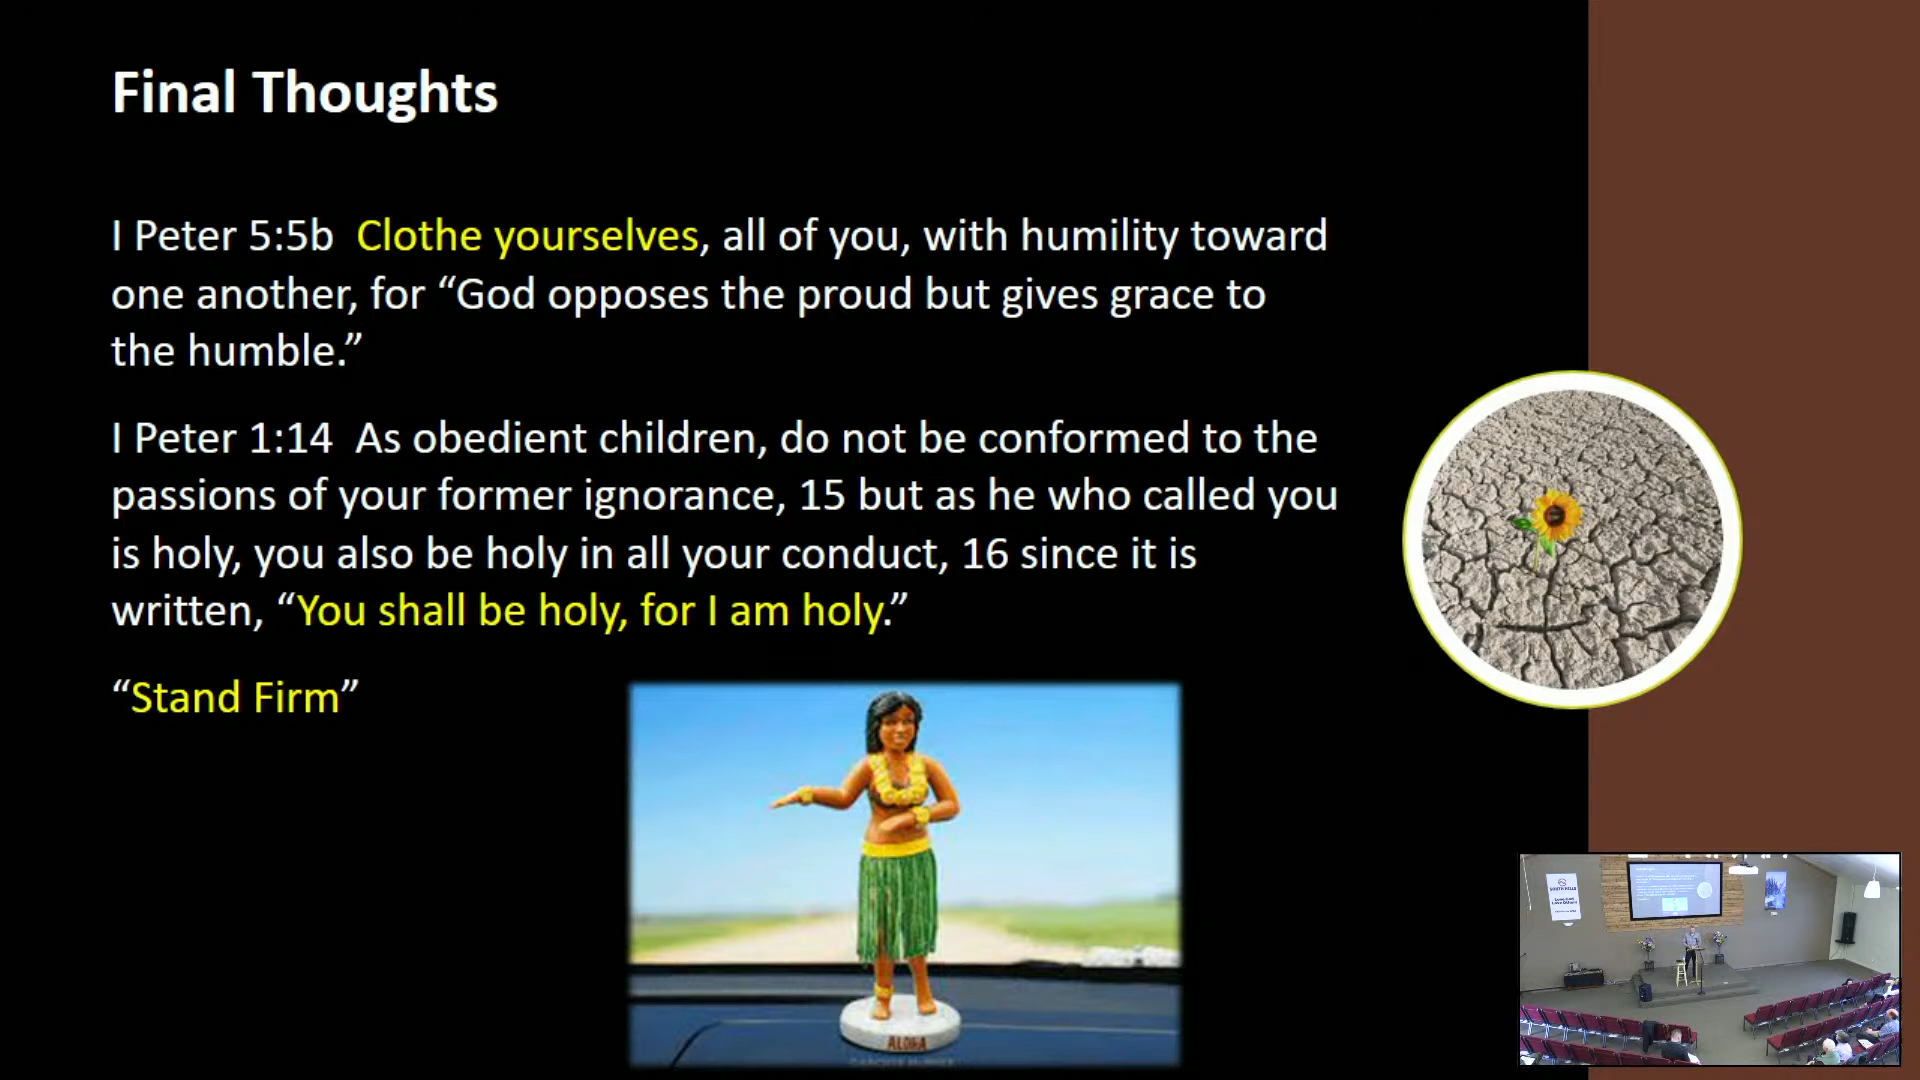 Final Thoughts
I Peter 5:5b Clothe yourselves, all of you, with humility toward
one another, for “God opposes the proud but gives grace to
the humble.”
I Peter 1:14 As obedient children, do not be conformed to the
passions of your former ignorance, 15 but as he who called you
is holy, you also be holy in all your conduct, 16 since it is
written, “You shall be holy, for I am holy.”
“Stand Firm”
ALOHA
SOUTH HILLS